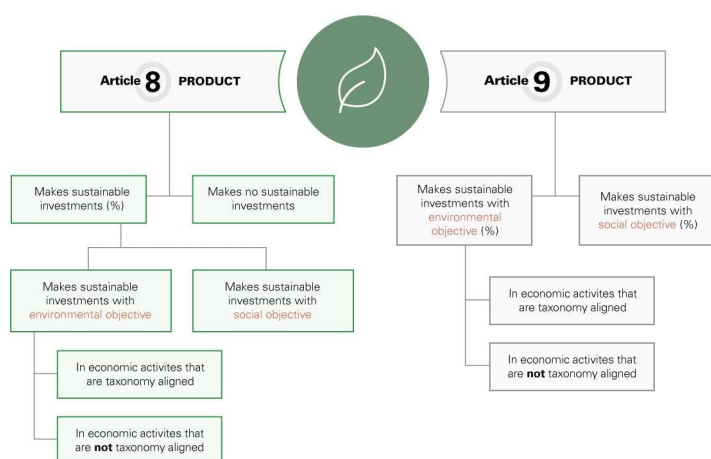 Article 8 PRODUCT
Article 9 PRODUCT
Makes sustainable
investments (%)
Makes no sustainable
investments
Makes sustainable
investments with
environmental objective
Makes sustainable
investments with
social objective
In economic activites that
are taxonomy aligned
In economic activites that
are not taxonomy aligned
Makes sustainable
investments with
environmental
objective (%)
Makes sustainable
investments with
social objective (%)
In economic activites that
are taxonomy aligned
In economic activites that
are not taxonomy aligned